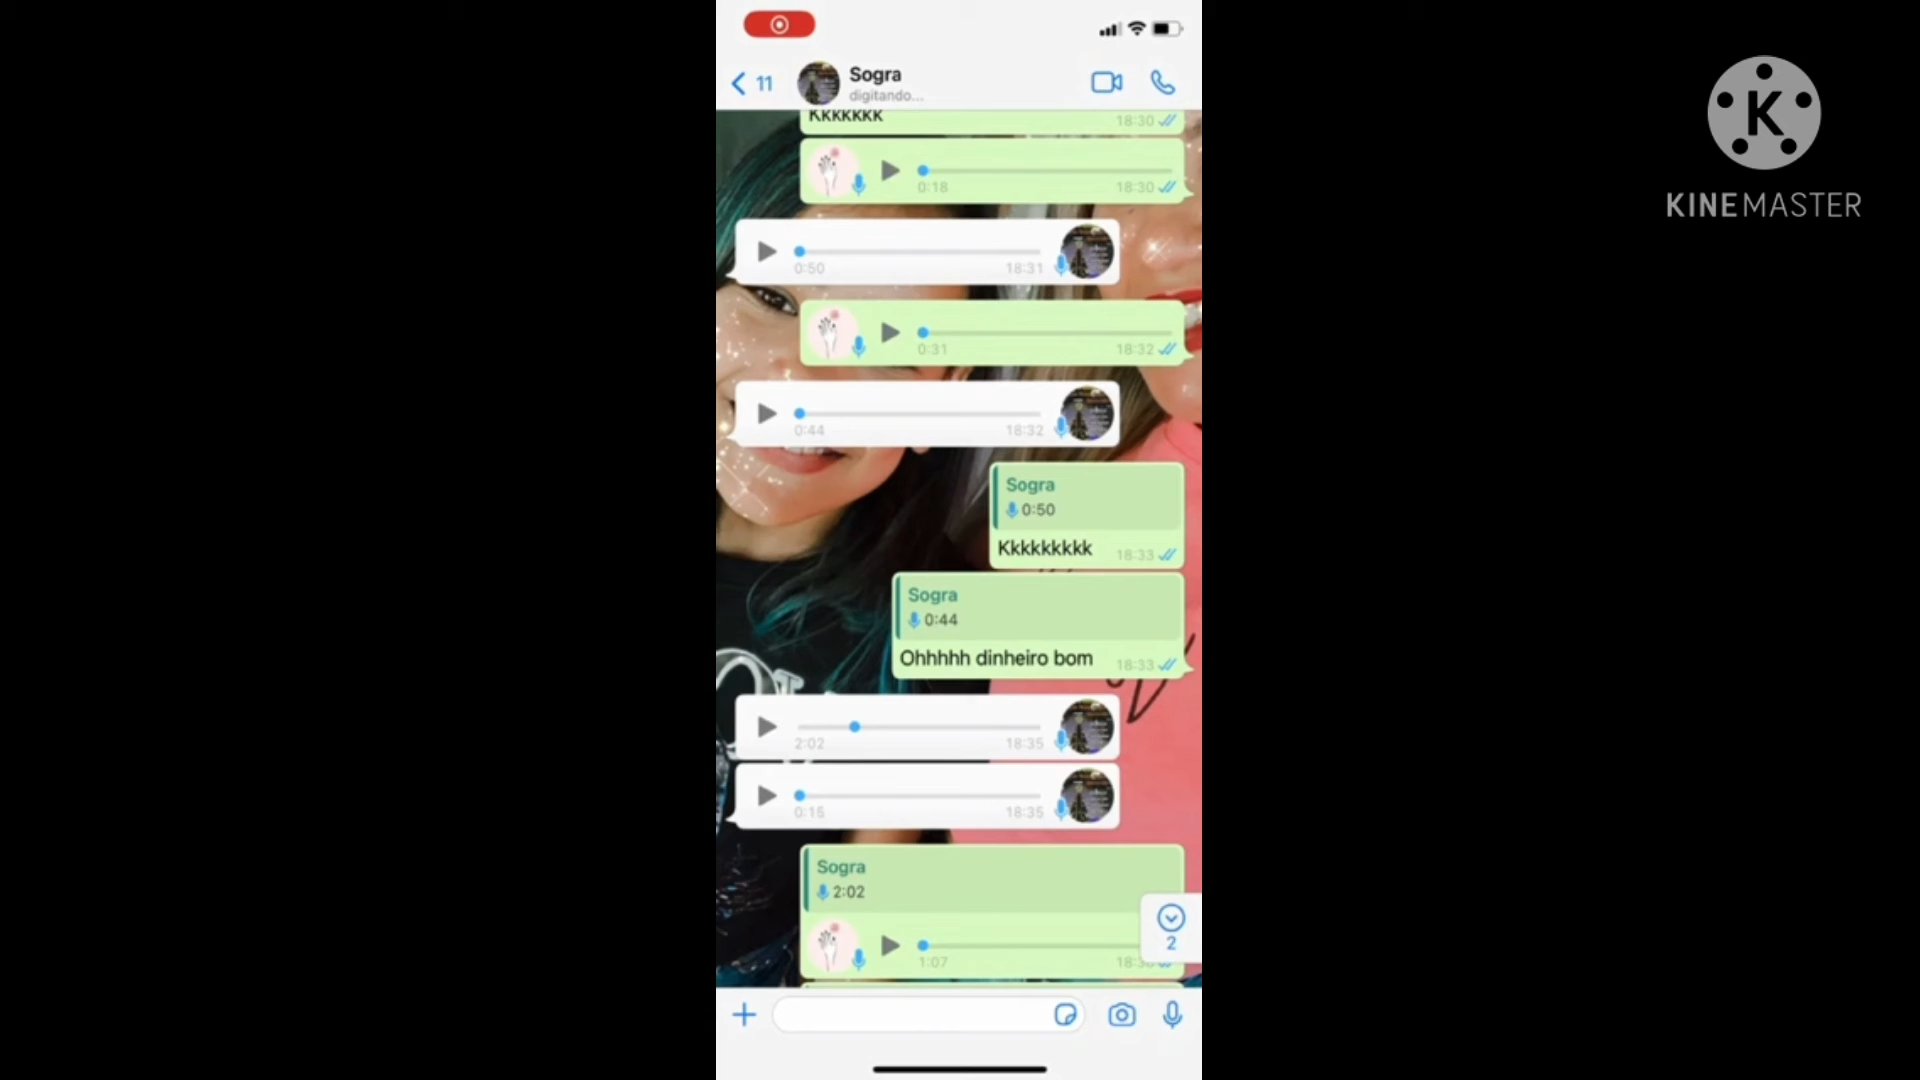 11
Sogra
digitando...
Kkkkkkk
18:30
0:18
18:30
0:50
18:31
0:31
18:32
0:44
18:32
Sogra
0:50
Kkkkkkkkk
18:33
Sogra
0:44
Ohhhhh dinheiro bom
18:33
2:02
18:35
0:15
18:35
Sogra
2:02
1:07
2
KINEMASTER